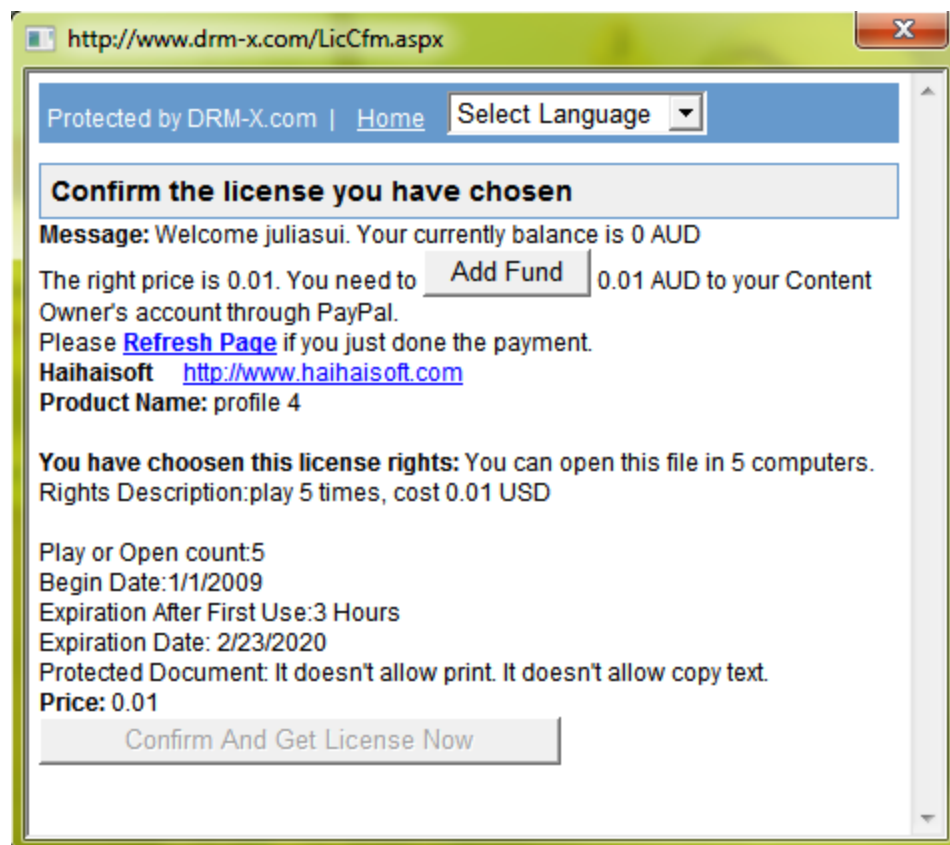 http://www.drm-x.com/LicCfm.aspx
Protected by DRM-X.com | Home Select Language
Confirm the license you have chosen
Message: Welcome juliasui. Your currently balance is 0 AUD
The right price is 0.01. You need to Add Fund 0.01 AUD to your Content
Owner's account through PayPal.
Please Refresh Page if you just done the payment.
Haihaisoft http://www.haihaisoft.com
Product Name: profile 4
You have choosen this license rights: You can open this file in 5 computers.
Rights Description:play 5 times, cost 0.01 USD
Play or Open count:5
Begin Date:1/1/2009
Expiration After First Use:3 Hours
Expiration Date: 2/23/2020
Protected Document: It doesn't allow print. It doesn't allow copy text.
Price: 0.01
Confirm And Get License Now